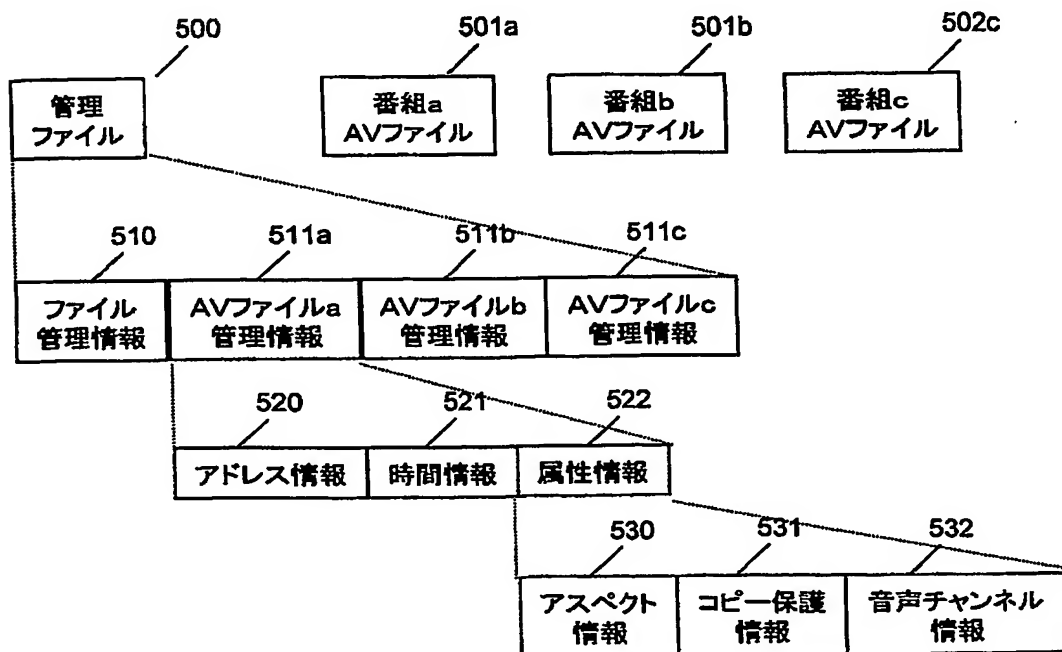 500
501a
501b
502c
管理
ファイル
番組a
AVファイル
番組b
AVファイル
番組c
AVファイル
510
511a
511b
511c
ファイル
管理情報
AVファイルa
管理情報
AVファイルb
管理情報
AVファイルc
管理情報
520
521
522
アドレス情報
時間情報
属性情報
530
531
532
アスペクト
情報
コピー保護
情報
音声チャンネル
情報